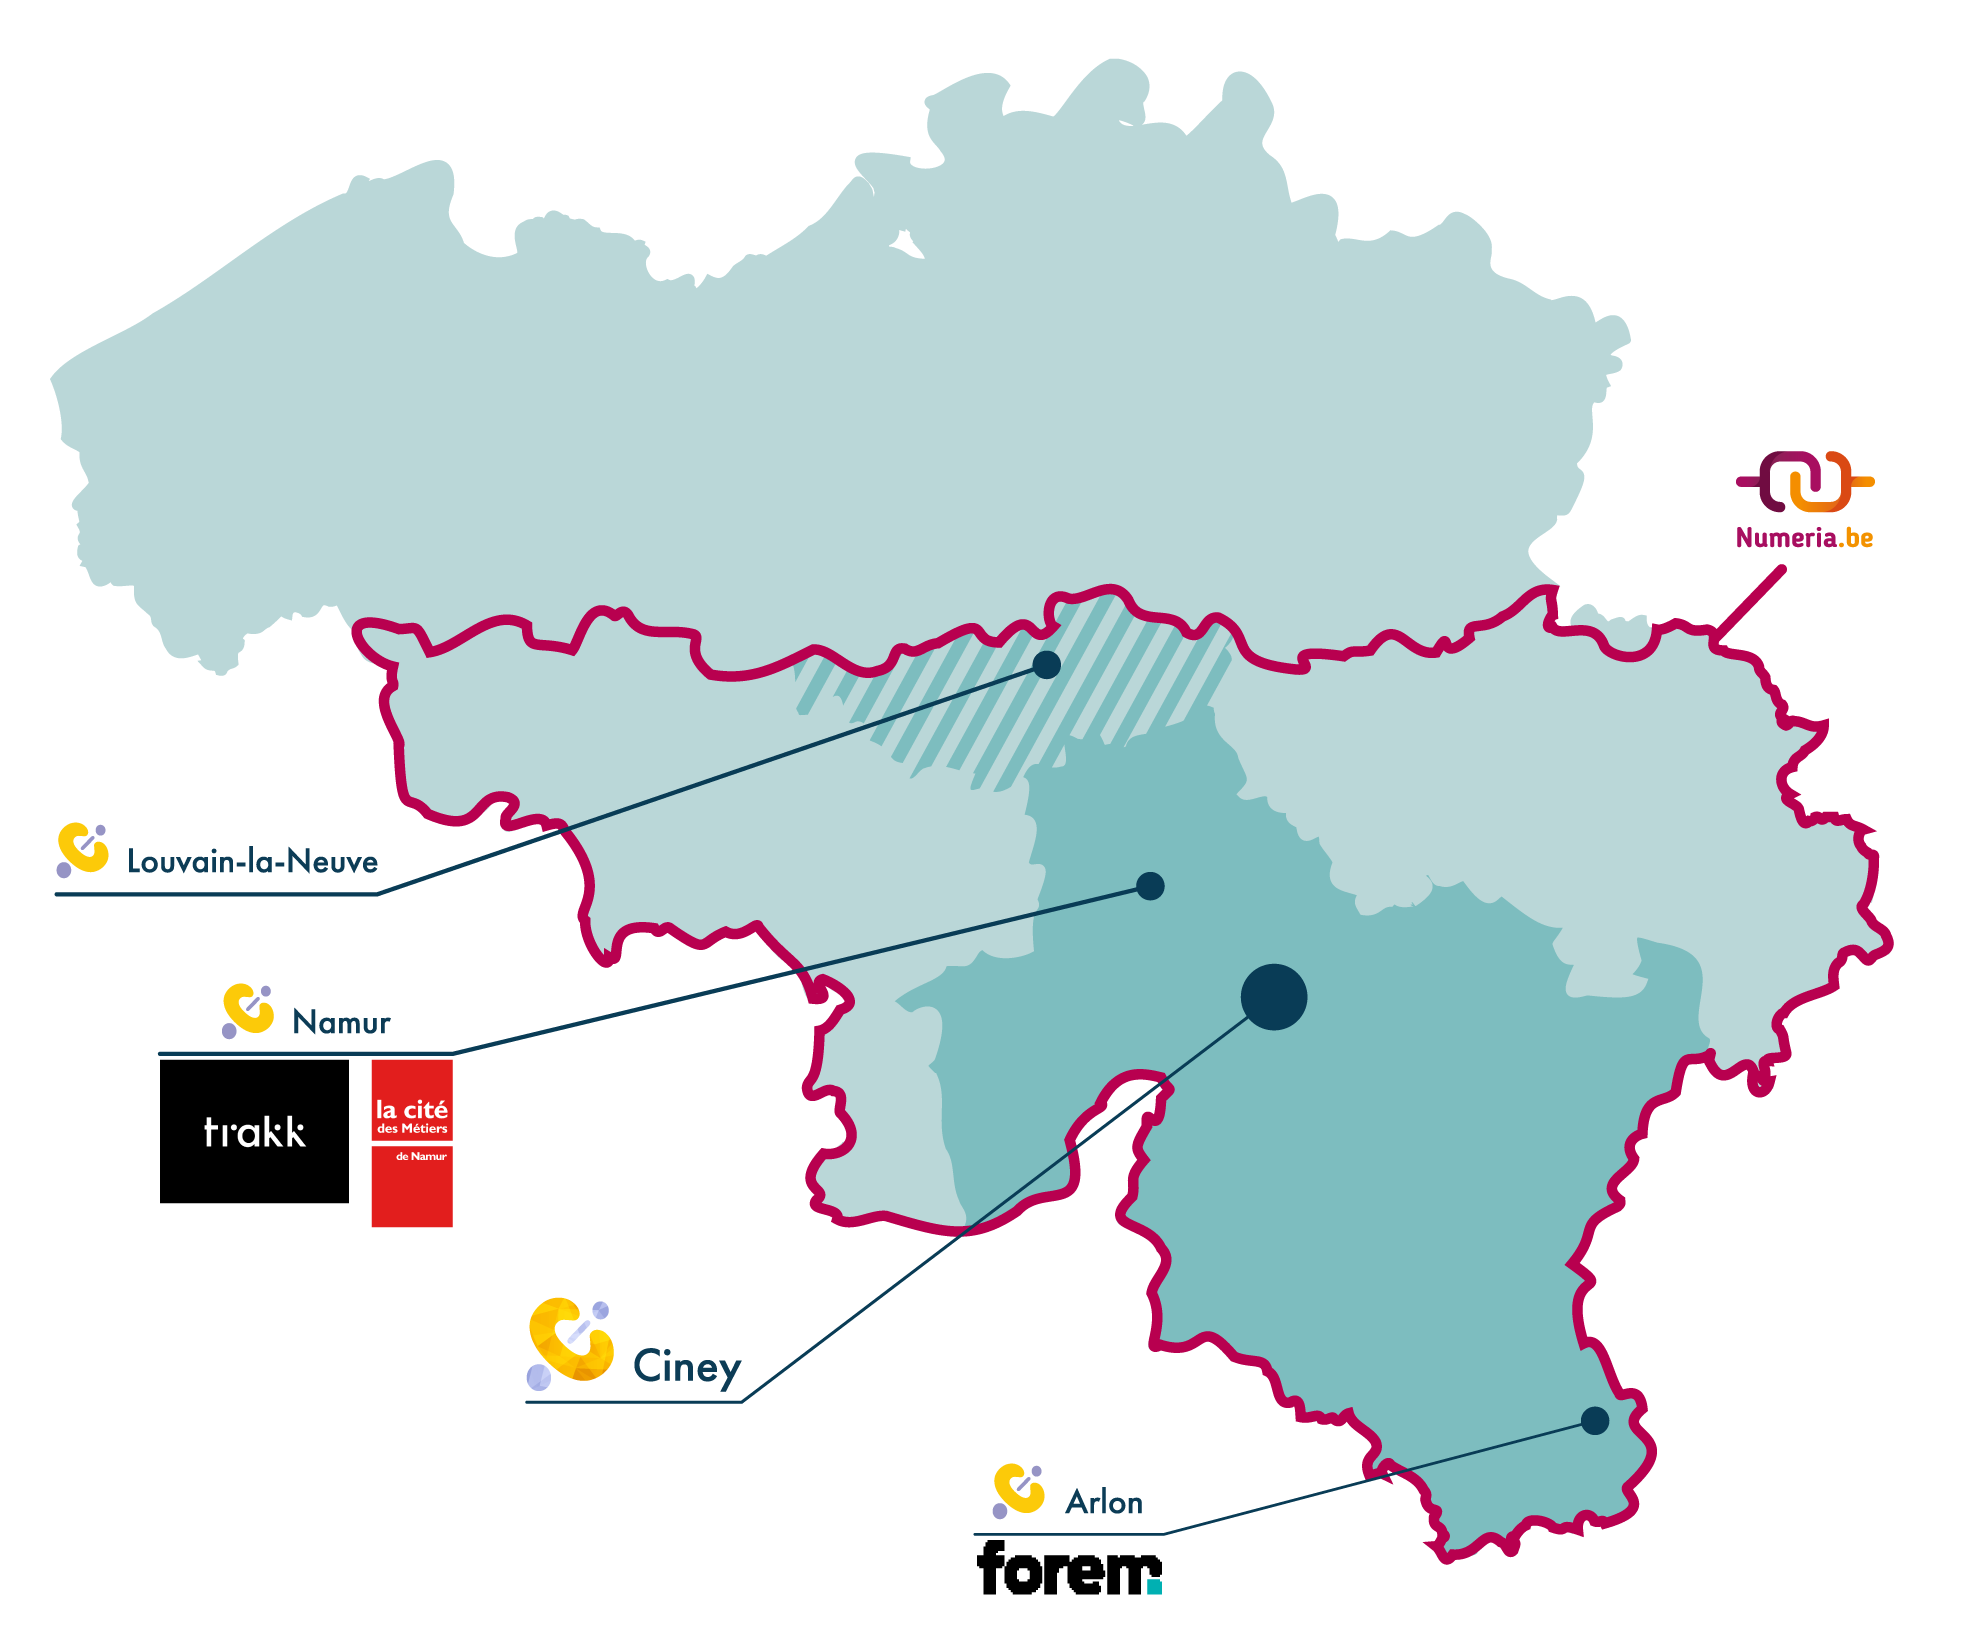 Numeria.be
Louvain-la-Neuve
Namur
trakk
la cité
des Métiers
de Namur
Ciney
Arlon
forem